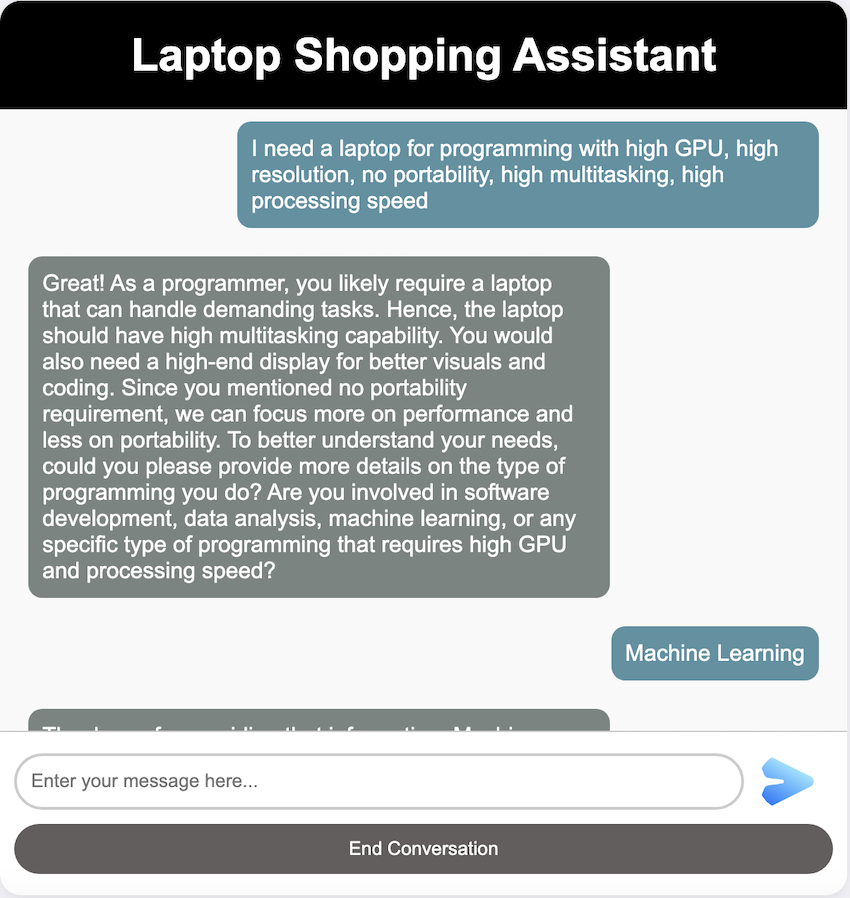 Laptop Shopping Assistant
I need a laptop for programming with high GPU, high
resolution, no portability, high multitasking, high
processing speed
Great! As a programmer, you likely require a laptop
that can handle demanding tasks. Hence, the laptop
should have high multitasking capability. You would
also need a high-end display for better visuals and
coding. Since you mentioned no portability
requirement, we can focus more on performance and
less on portability. To better understand your needs,
could you please provide more details on the type of
programming you do? Are you involved in software
development, data analysis, machine learning, or any
specific type of programming that requires high GPU
and processing speed?
Machine Learning
Enter your message here...
End Conversation